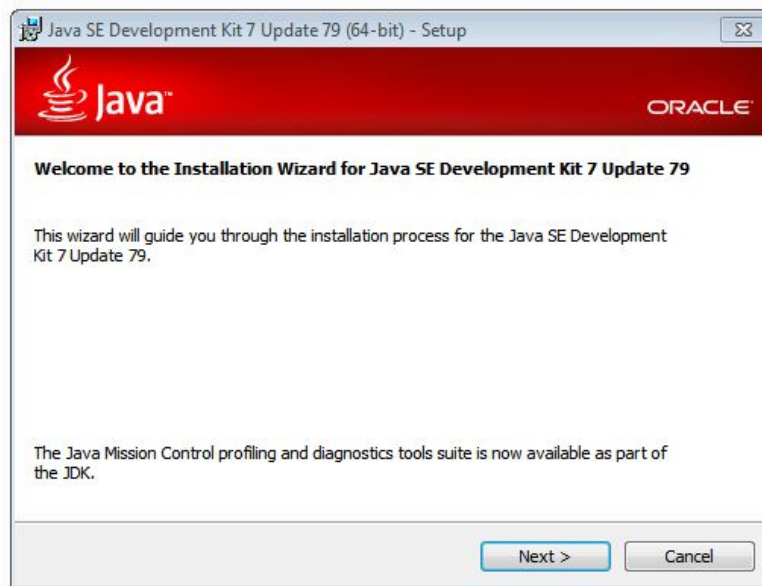 Java SE Development Kit 7 Update 79 (64-bit) - Setup
Java™
ORACLE
Welcome to the Installation Wizard for Java SE Development Kit 7 Update 79
This wizard will guide you through the installation process for the Java SE Development
Kit 7 Update 79.
The Java Mission Control profiling and diagnostics tools suite is now available as part of
the JDK.
Next >
Cancel